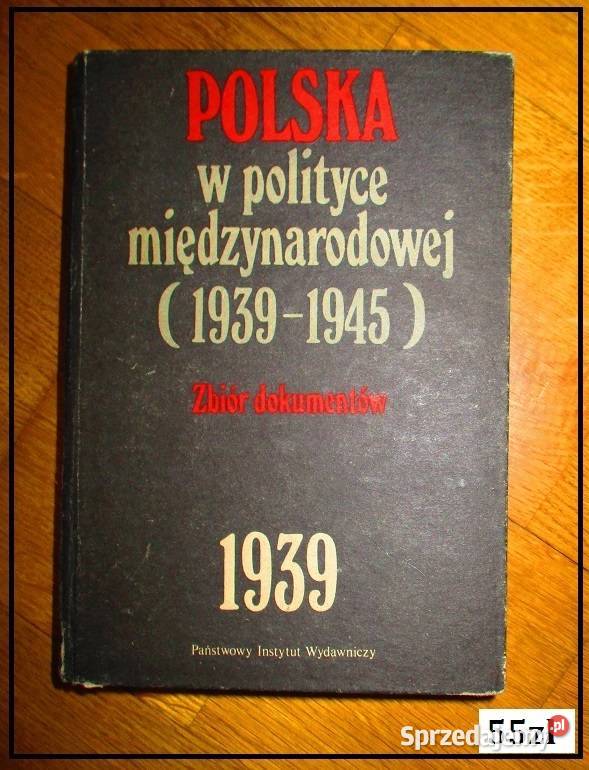 POLSKA
w polityce
międzynarodowej
(1939-1945)
Zbiór dokumentów
1939
Państwowy Instytut Wydawniczy
55zł
Sprzedajemy.pl